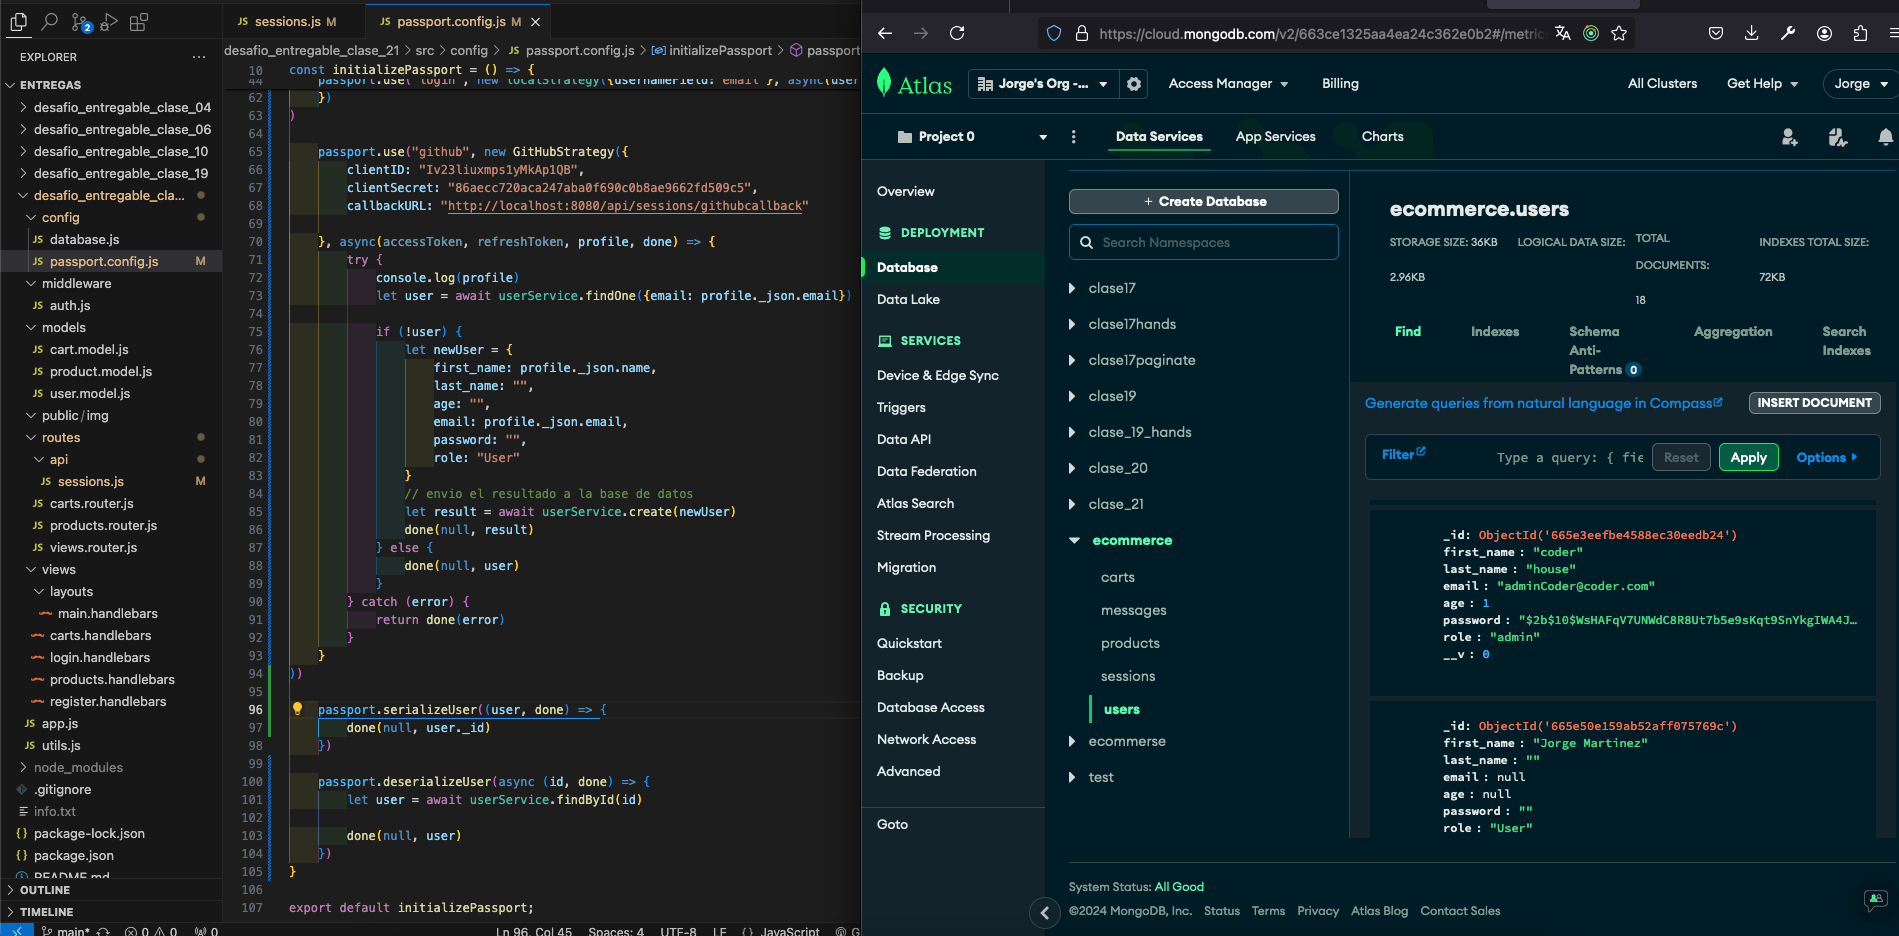 sessions.js M
passport.config.js M
desafio_entregable_clase_21 > src > config > JS passport.config.js > initializePassport > passport
EXPLORER
ENTREGAS
desafio_entregable_clase_04
desafio_entregable_clase_06
desafio_entregable_clase_10
desafio_entregable_clase_19
desafio_entregable_cla...
config
JS database.js
JS passport.config.js M
middleware
JS auth.js
models
JS cart.model.js
JS product.model.js
JS user.model.js
public/img
routes
api
JS sessions.js M
JS carts.router.js
JS products.router.js
JS views.router.js
views
layouts
main.handlebars
carts.handlebars
login.handlebars
products.handlebars
register.handlebars
JS app.js
JS utils.js
node_modules
.gitignore
info.txt
package-lock.json
package.json
README.md
OUTLINE
TIMELINE
10 const initializePassport = () => {
44 passport.use("login", new localStrategy({usernameField: "email"}, async(user
62 })
63 )
64
65 passport.use("github", new GitHubStrategy({
66 clientID: "Iv23liuxmps1yMkAp1QB",
67 clientSecret: "86aecc720aca247aba0f690c0b8ae9662fd509c5",
68 callbackURL: "http://localhost:8080/api/sessions/githubcallback"
69
70 }, async(accessToken, refreshToken, profile, done) => {
71 try {
72 console.log(profile)
73 let user = await userService.findOne({email: profile._json.email})
74
75 if (!user) {
76 let newUser = {
77 first_name: profile._json.name,
78 last_name: "",
79 age: "",
80 email: profile._json.email,
81 password: "",
82 role: "User"
83 }
84 // envio el resultado a la base de datos
85 let result = await userService.create(newUser)
86 done(null, result)
87 } else {
88 done(null, user)
89 }
90 } catch (error) {
91 return done(error)
92 }
93 }
94 ))
95
96 passport.serializeUser((user, done) => {
97 done(null, user._id)
98 })
99
100 passport.deserializeUser(async (id, done) => {
101 let user = await userService.findById(id)
102
103 done(null, user)
104 })
105 }
106
107 export default initializePassport;
main* 0 0 0 Ln 96, Col 45 Spaces: 4 UTF-8 LF {} JavaScript G
https://cloud.mongodb.com/v2/663ce1325aa4ea24c362e0b2#/metric
Atlas
Jorge's Org -...
Access Manager
Billing
All Clusters
Get Help
Jorge
Project 0
Data Services
App Services
Charts
Overview
DEPLOYMENT
Database
Data Lake
SERVICES
Device & Edge Sync
Triggers
Data API
Data Federation
Atlas Search
Stream Processing
Migration
SECURITY
Quickstart
Backup
Database Access
Network Access
Advanced
Goto
+ Create Database
Search Namespaces
clase17
clase17hands
clase17paginate
clase19
clase_19_hands
clase_20
clase_21
ecommerce
carts
messages
products
sessions
users
ecommerse
test
ecommerce.users
STORAGE SIZE: 36KB
LOGICAL DATA SIZE: 2.96KB
TOTAL DOCUMENTS: 18
INDEXES TOTAL SIZE: 72KB
Find
Indexes
Schema Anti-Patterns 0
Aggregation
Search Indexes
Generate queries from natural language in Compass
INSERT DOCUMENT
Filter
Type a query: { fie
Reset
Apply
Options
_id: ObjectId('665e3eefbe4588ec30eedb24')
first_name : "coder"
last_name : "house"
email : "adminCoder@coder.com"
age : 1
password : "$2b$10$WsHAFqV7UNWdC8R8Ut7b5e9sKqt9SnYkgIWA4J…
role : "admin"
__v : 0
_id: ObjectId('665e50e159ab52aff075769c')
first_name : "Jorge Martinez"
last_name : ""
email : null
age : null
password : ""
role : "User"
System Status: All Good
©2024 MongoDB, Inc. Status Terms Privacy Atlas Blog Contact Sales